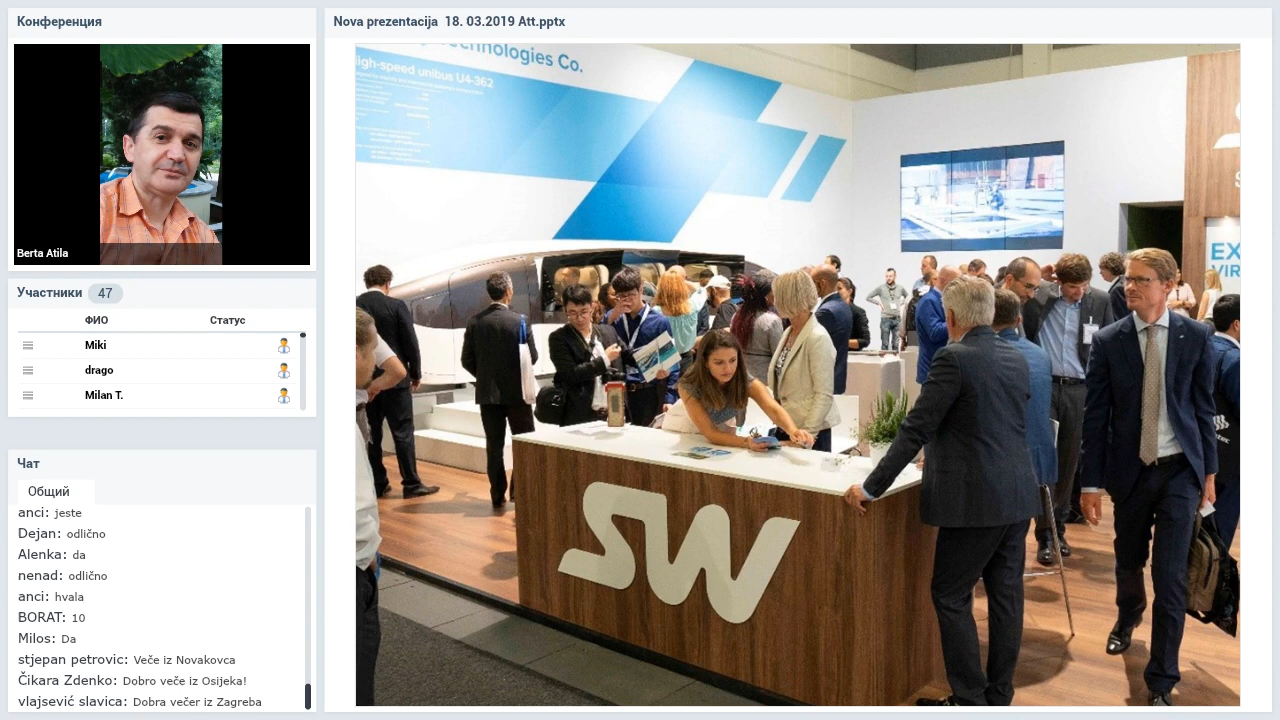 Конференция
Berta Atila
Участники 47
ФИО Статус
Miki
drago
Milan T.
Чат
Общий
anci: jeste
Dejan: odlično
Alenka: da
nenad: odlično
anci: hvala
BORAT: 10
Milos: Da
stjepan petrovic: Veče iz Novakovca
Čikara Zdenko: Dobro veče iz Osijeka!
vlajsević slavica: Dobra večer iz Zagreba
Nova prezentacija 18. 03.2019 Att.pptx
echnologies Co.
igh-speed unibus U4-362
EX
VIR
SW